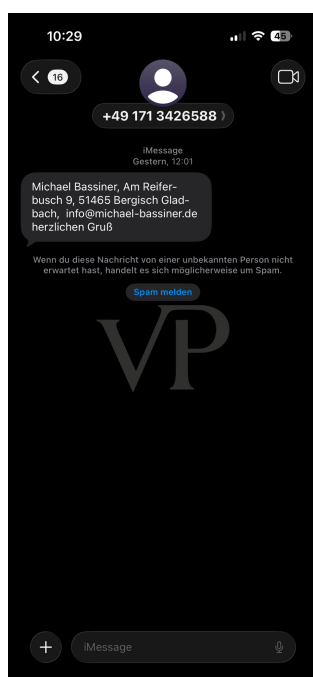 10:29
45
16
+49 171 3426588
iMessage
Gestern, 12:01
Michael Bassiner, Am Reifer-
busch 9, 51465 Bergisch Glad-
bach, info@michael-bassiner.de
herzlichen Gruß
Wenn du diese Nachricht von einer unbekannten Person nicht
erwartet hast, handelt es sich möglicherweise um Spam.
Spam melden
VP
iMessage